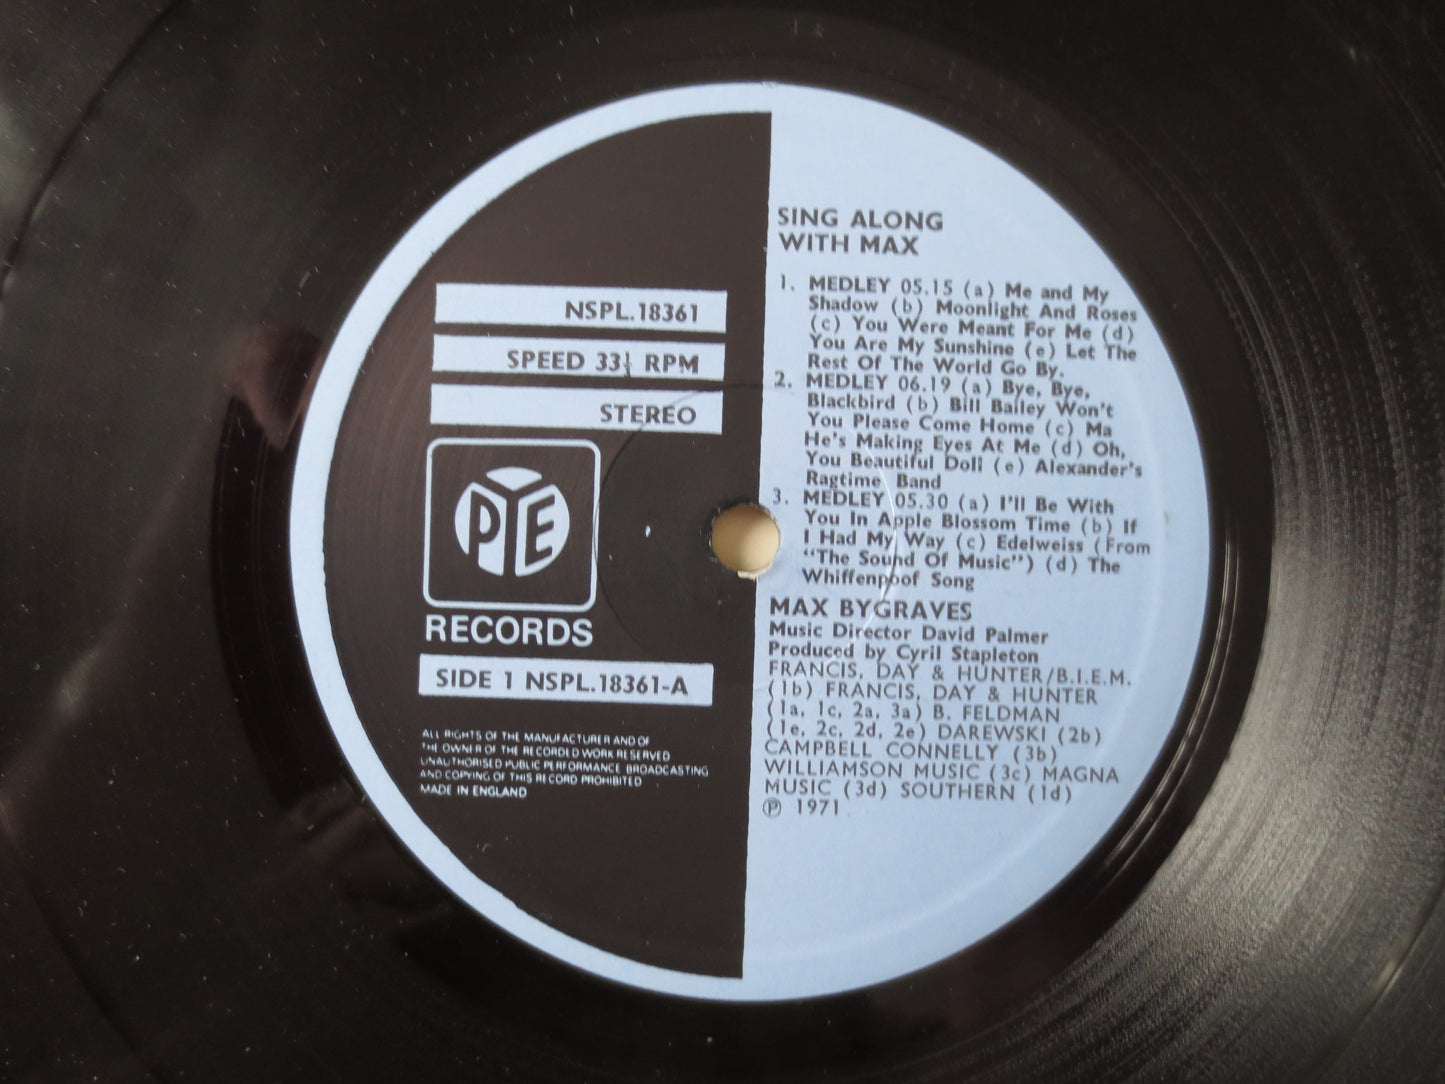 NSPL.18361
SPEED 33⅓ RPM
STEREO
PYE
RECORDS
SIDE 1 NSPL.18361-A
ALL RIGHTS OF THE MANUFACTURER AND OF
THE OWNER OF THE RECORDED WORK RESERVED
UNAUTHORISED PUBLIC PERFORMANCE BROADCASTING
AND COPYING OF THIS RECORD PROHIBITED
MADE IN ENGLAND
SING ALONG
WITH MAX
1. MEDLEY 05.15 (a) Me and My
Shadow (b) Moonlight And Roses
(c) You Were Meant For Me (d)
You Are My Sunshine (e) Let The
Rest Of The World Go By.
2. MEDLEY 06.19 (a) Bye, Bye,
Blackbird (b) Bill Bailey Won't
You Please Come Home (c) Ma
He's Making Eyes At Me (d) Oh,
You Beautiful Doll (e) Alexander's
Ragtime Band
3. MEDLEY 05.30 (a) I'll Be With
You In Apple Blossom Time (b) If
I Had My Way (c) Edelweiss (From
"The Sound Of Music") (d) The
Whiffenpoof Song
MAX BYGRAVES
Music Director David Palmer
Produced by Cyril Stapleton
FRANCIS, DAY & HUNTER/B.I.E.M.
(1b) FRANCIS, DAY & HUNTER
(1a, 1c, 2a, 3a) B. FELDMAN
(1e, 2c, 2d, 2e) DAREWSKI (2b)
CAMPBELL CONNELLY (3b)
WILLIAMSON MUSIC (3c) MAGNA
MUSIC (3d) SOUTHERN (1d)
℗ 1971